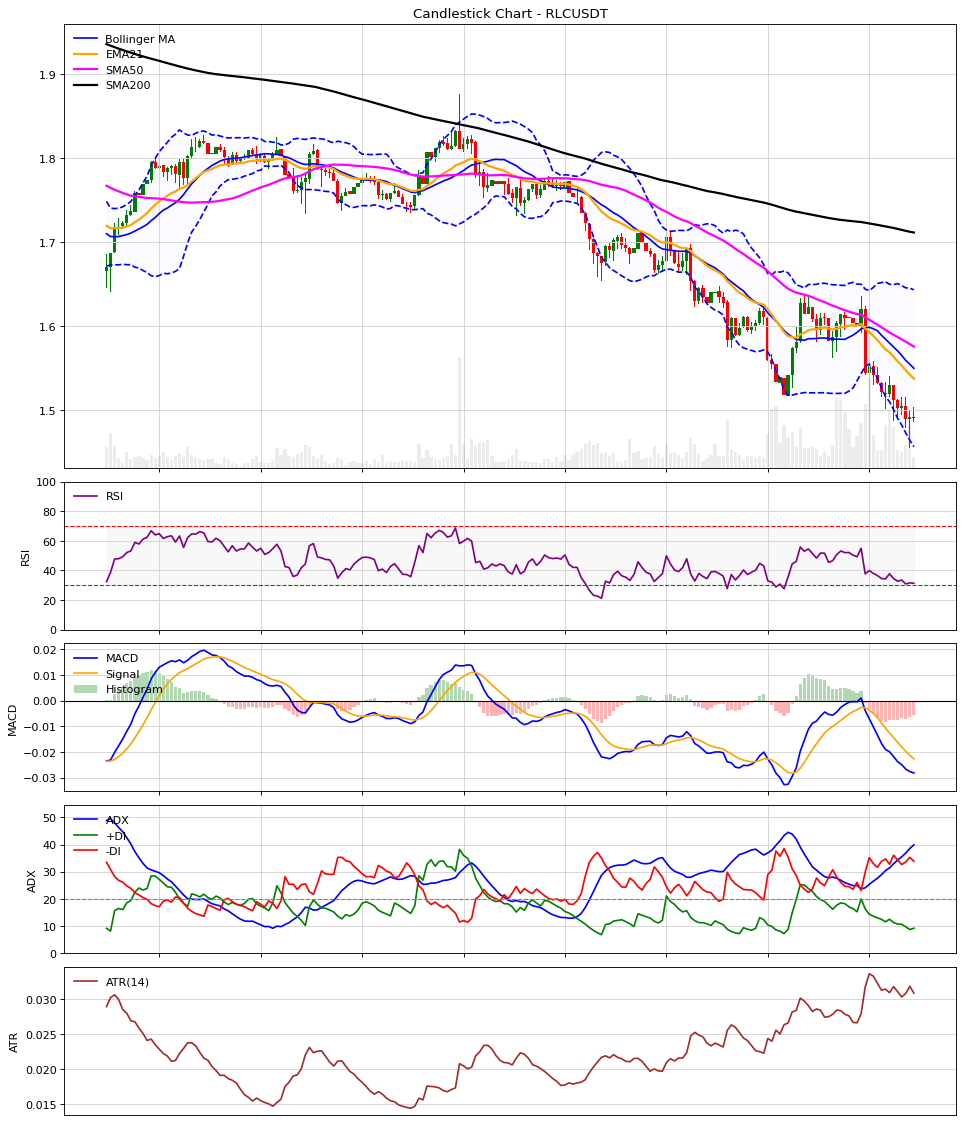 Candlestick Chart - RLCUSDT
Bollinger MA
EMA21
SMA50
SMA200
1.9
1.8
1.7
1.6
1.5
RSI
RSI
100
80
60
40
20
0
MACD
MACD
Signal
Histogram
0.02
0.01
0.00
−0.01
−0.02
−0.03
ADX
ADX
+DI
-DI
50
40
30
20
10
0
ATR
ATR(14)
0.030
0.025
0.020
0.015